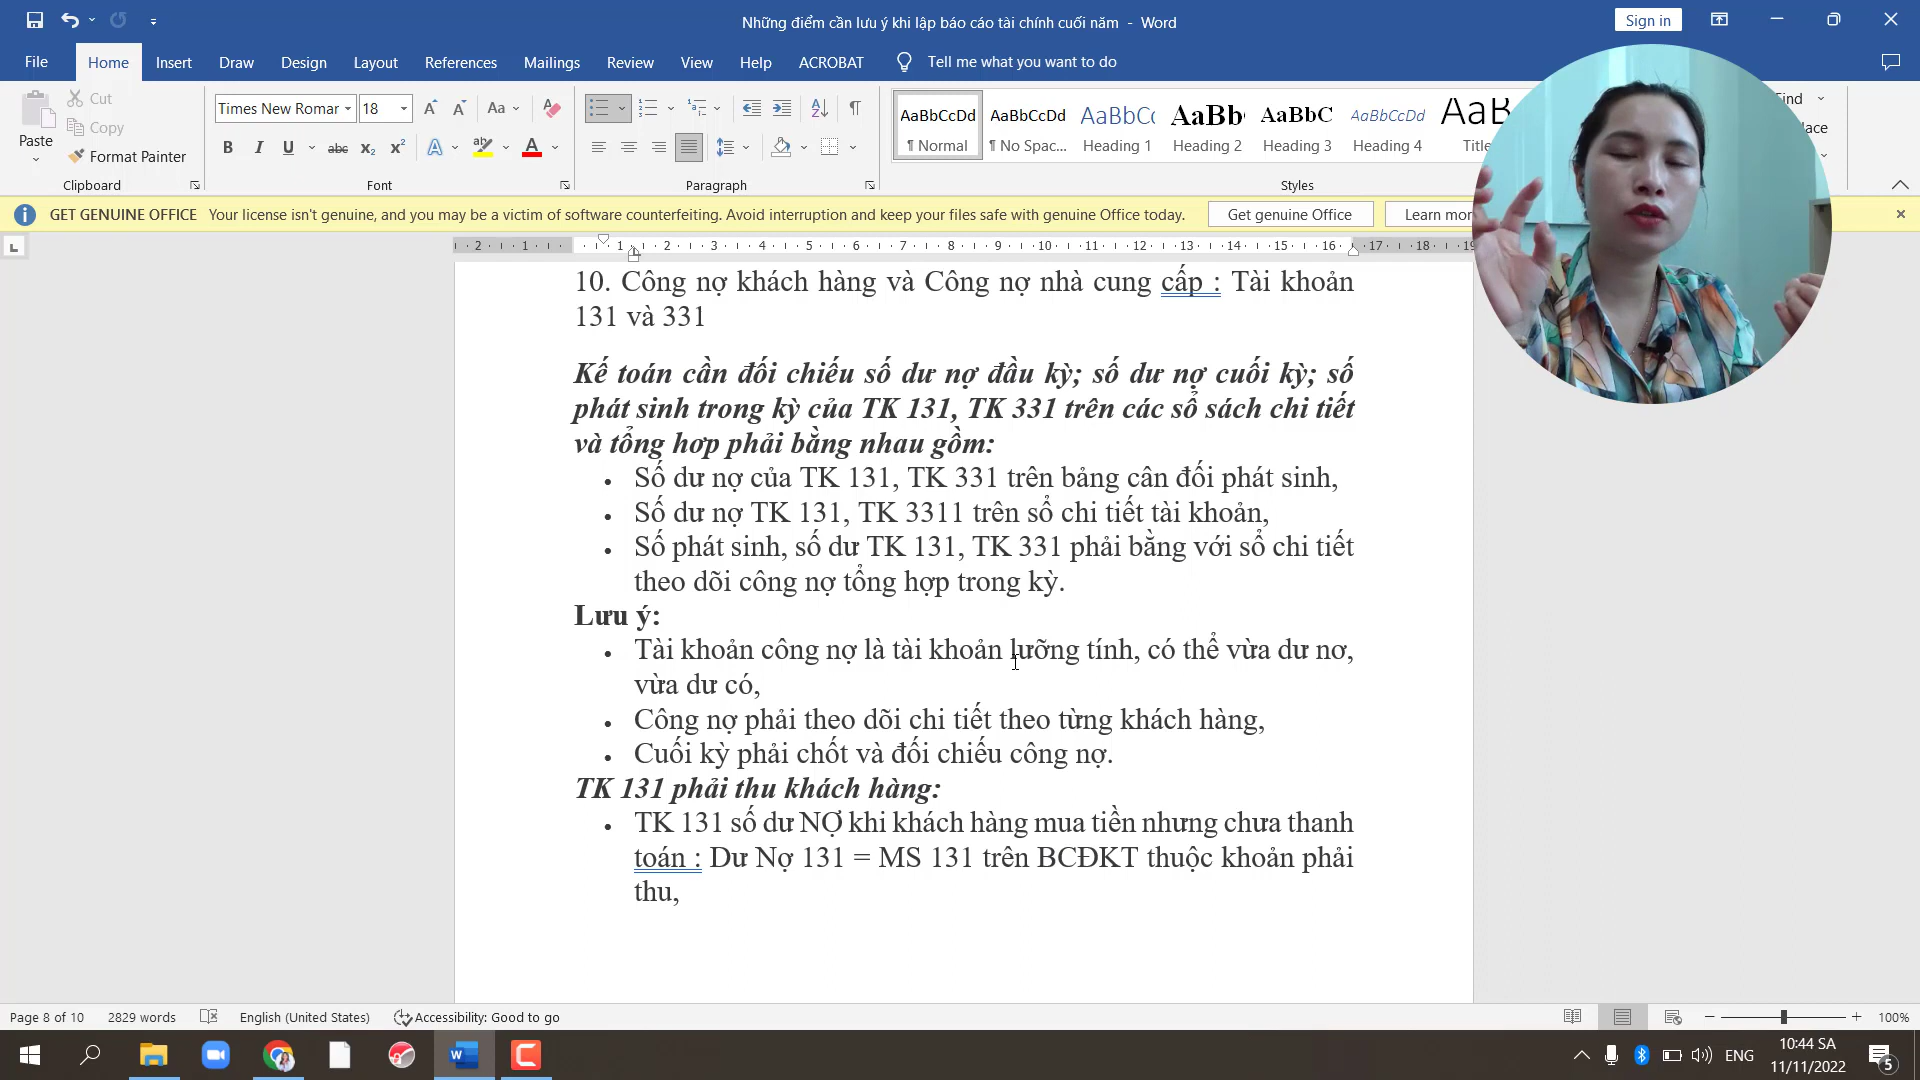 Những điểm cần lưu ý khi lập báo cáo tài chính cuối năm - Word
Sign in
File Home Insert Draw Design Layout References Mailings Review View Help ACROBAT Tell me what you want to do
Paste
Cut
Copy
Format Painter
Clipboard
Times New Romar 18
Font
Paragraph
AaBbCcDd AaBbCcDd AaBbCc AaBb AaBbC AaBbCcDd AaB
¶ Normal ¶ No Spac... Heading 1 Heading 2 Heading 3 Heading 4
Styles
GET GENUINE OFFICE Your license isn't genuine, and you may be a victim of software counterfeiting. Avoid interruption and keep your files safe with genuine Office today. Get genuine Office Learn mor
10. Công nợ khách hàng và Công nợ nhà cung cấp : Tài khoản
131 và 331
Kế toán cần đối chiếu số dư nợ đầu kỳ; số dư nợ cuối kỳ; số
phát sinh trong kỳ của TK 131, TK 331 trên các sổ sách chi tiết
và tổng hơp phải bằng nhau gồm:
• Số dư nợ của TK 131, TK 331 trên bảng cân đối phát sinh,
• Số dư nợ TK 131, TK 3311 trên sổ chi tiết tài khoản,
• Số phát sinh, số dư TK 131, TK 331 phải bằng với sổ chi tiết
theo dõi công nợ tổng hợp trong kỳ.
Lưu ý:
• Tài khoản công nợ là tài khoản lưỡng tính, có thể vừa dư nơ,
vừa dư có,
• Công nợ phải theo dõi chi tiết theo từng khách hàng,
• Cuối kỳ phải chốt và đối chiếu công nợ.
TK 131 phải thu khách hàng:
• TK 131 số dư NỢ khi khách hàng mua tiền nhưng chưa thanh
toán : Dư Nợ 131 = MS 131 trên BCĐKT thuộc khoản phải
thu,
Page 8 of 10 2829 words English (United States) Accessibility: Good to go 100%
ENG
10:44 SA
11/11/2022
5